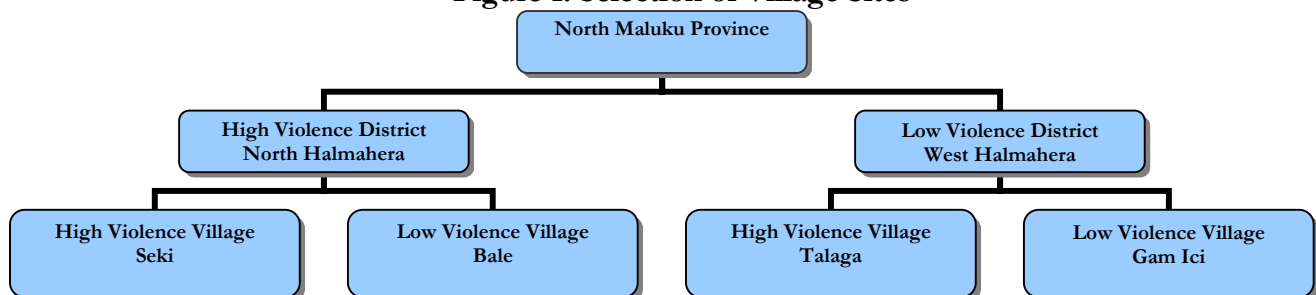 Figure 1. Selection of Village Sites
North Maluku Province
High Violence District
North Halmahera
Low Violence District
West Halmahera
High Violence Village
Seki
Low Violence Village
Bale
High Violence Village
Talaga
Low Violence Village
Gam Ici